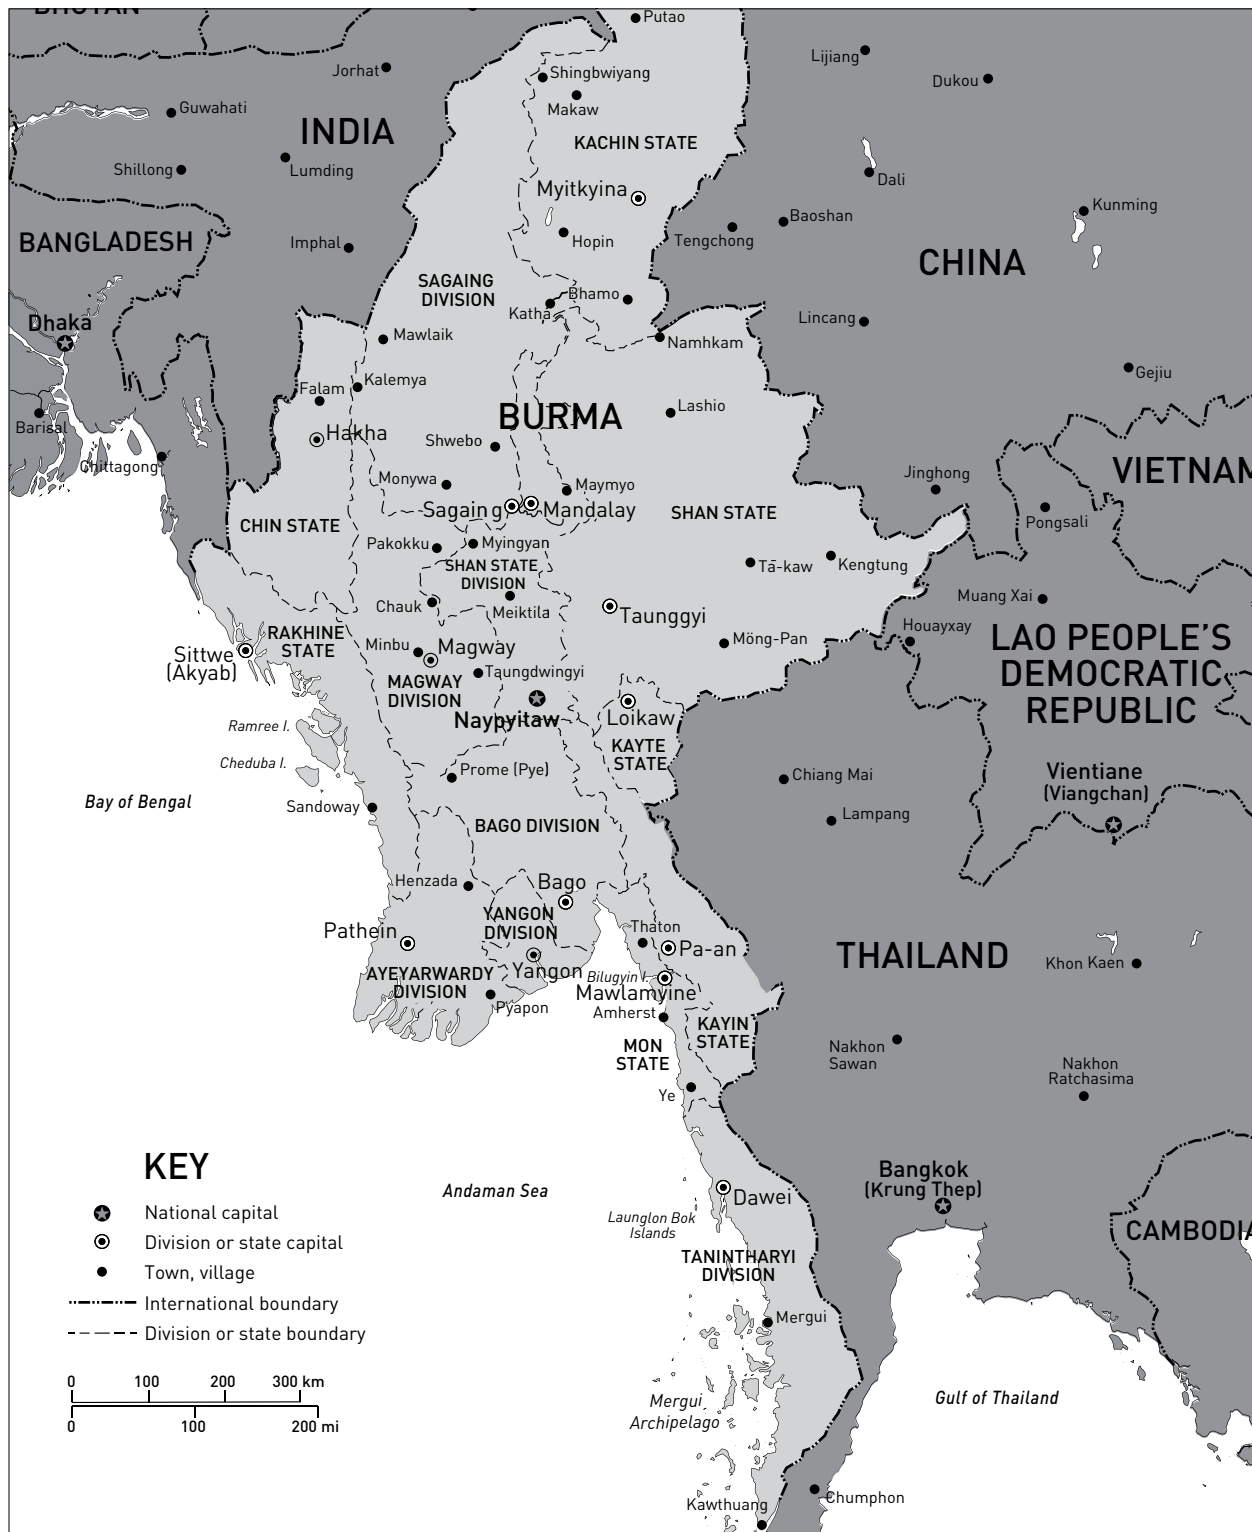 BHUTAN
Putao
Lijiang
Jorhat
Shingbwiyang
Dukou
Guwahati
Makaw
INDIA
KACHIN STATE
Shillong
Lumding
Dali
Myitkyina
Kunming
Baoshan
BANGLADESH
Imphal
Hopin
Tengchong
CHINA
SAGAING
DIVISION
Bhamo
Katha
Dhaka
Lincang
Mawlaik
Namhkam
Gejiu
Falam
Kalemya
Lashio
BURMA
Barisal
Hakha
Shwebo
Chittagong
Jinghong
VIETNAM
Monywa
Maymyo
Sagaing
Mandalay
SHAN STATE
Pongsali
CHIN STATE
Pakokku
Myingyan
SHAN STATE
DIVISION
Tā-kaw
Kengtung
Chauk
Meiktila
Muang Xai
Taunggyi
Houayxay
RAKHINE
STATE
Möng-Pan
LAO PEOPLE'S
DEMOCRATIC
REPUBLIC
Sittwe
(Akyab)
Minbu
Magway
Taungdwingyi
MAGWAY
DIVISION
Naypyitaw
Loikaw
Ramree I.
KAYTE
STATE
Cheduba I.
Prome (Pye)
Chiang Mai
Vientiane
(Viangchan)
Bay of Bengal
Sandoway
Lampang
BAGO DIVISION
Henzada
Bago
YANGON
DIVISION
Pathein
Thaton
Pa-an
THAILAND
Khon Kaen
AYEYARWARDY
DIVISION
Yangon
Bilugyin I.
Mawlamyine
Pyapon
Amherst
KAYIN
STATE
MON
STATE
Nakhon
Sawan
Nakhon
Ratchasima
Ye
KEY
National capital
Division or state capital
Town, village
International boundary
Division or state boundary
0 100 200 300 km
0 100 200 mi
Andaman Sea
Dawei
Bangkok
(Krung Thep)
Launglon Bok
Islands
CAMBODIA
TANINTHARYI
DIVISION
Mergui
Mergui
Archipelago
Gulf of Thailand
Kawthuang
Chumphon